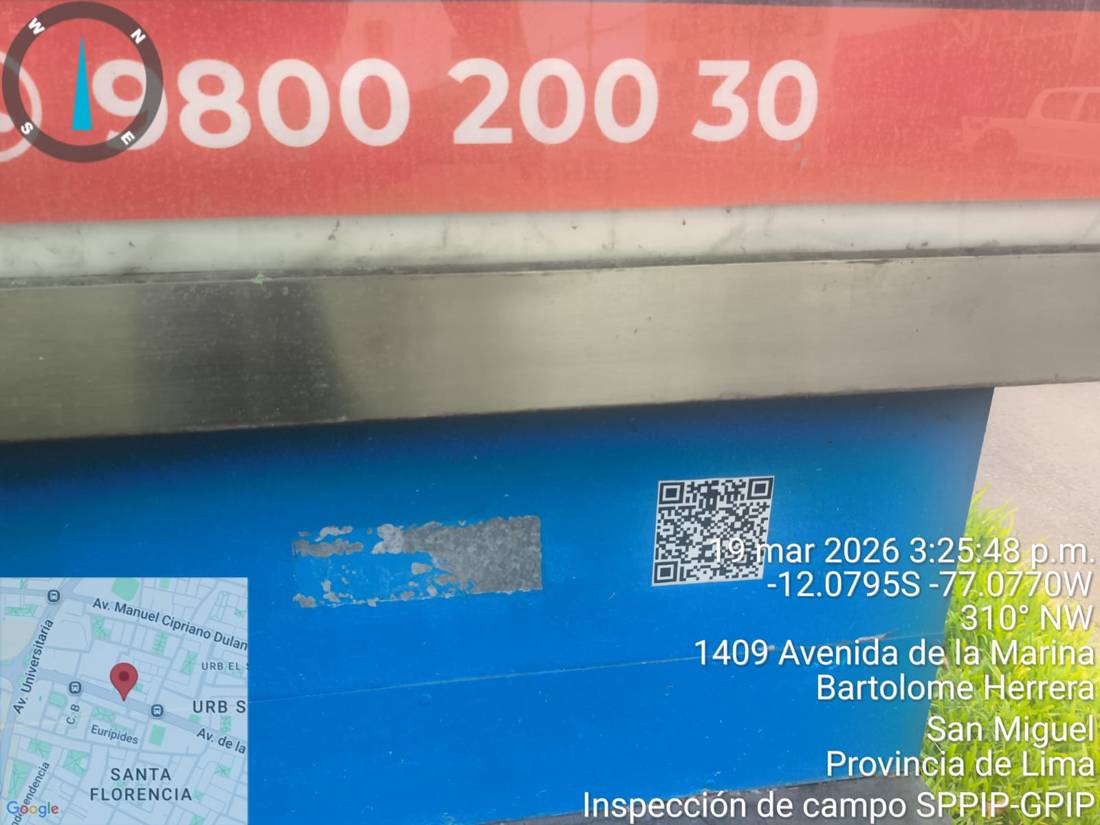 W
N
S
E
9800 200 30
19 mar 2026 3:25:48 p.m.
-12.0795S -77.0770W
310° NW
1409 Avenida de la Marina
Bartolome Herrera
San Miguel
Provincia de Lima
Inspección de campo SPPIP-GPIP
Av. Manuel Cipriano Dulan
Av. Universitaria
URB EL
C. B
URB S
Eurípides
Av. de la
SANTA
FLORENCIA
endencia
Google